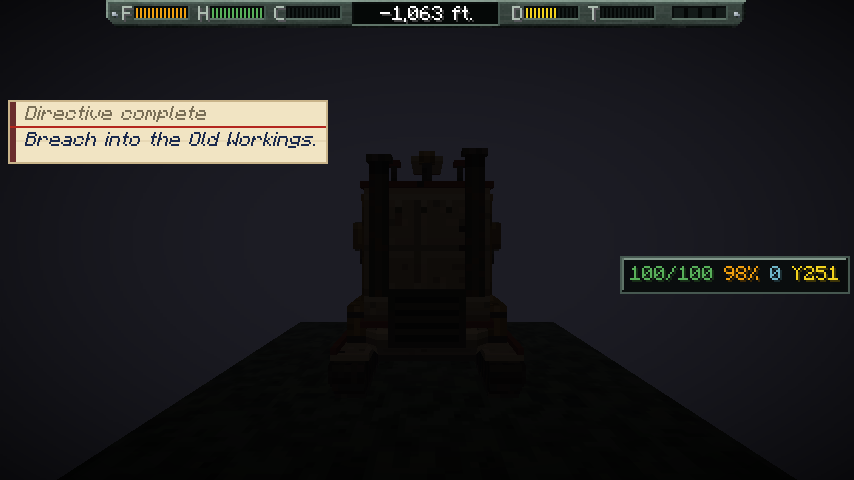 F H C -1,063 ft. D T
Directive complete
Breach into the Old Workings.
100/100 98% 0 Y251